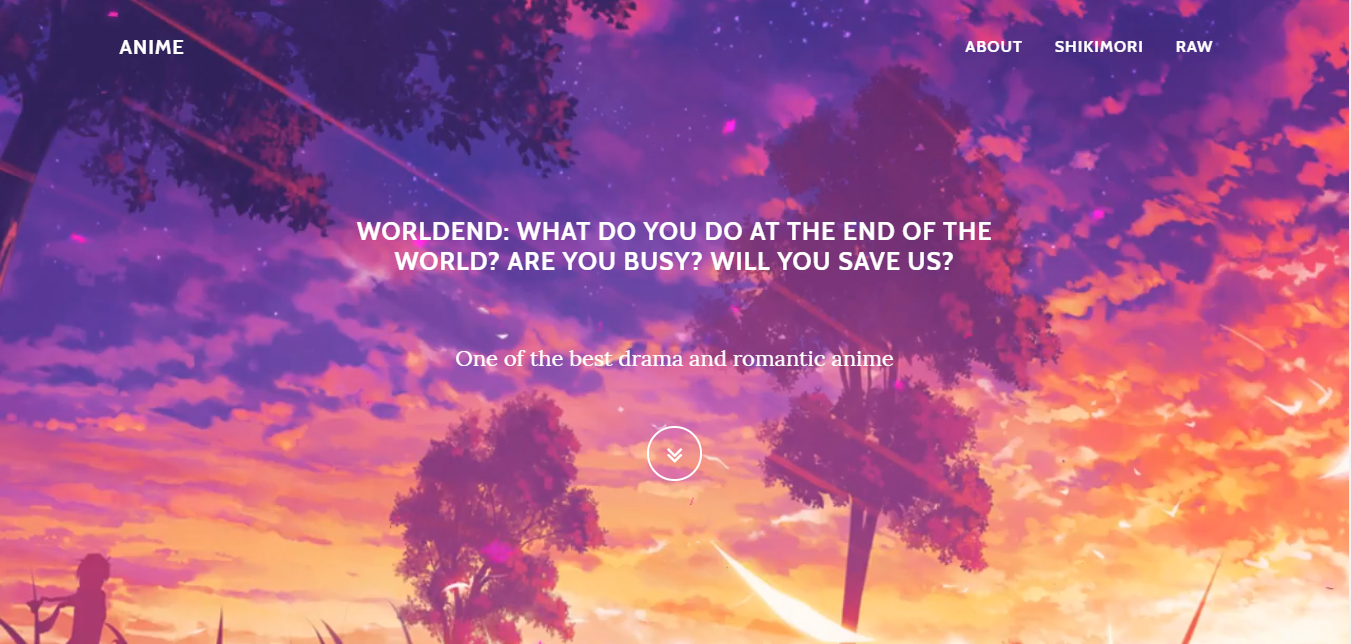 ANIME
ABOUT SHIKIMORI RAW
WORLDEND: WHAT DO YOU DO AT THE END OF THE
WORLD? ARE YOU BUSY? WILL YOU SAVE US?
One of the best drama and romantic anime